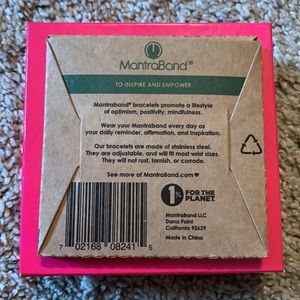 MantraBand®
TO INSPIRE AND EMPOWER
Mantraband® bracelets promote a lifestyle
of optimism, positivity, mindfulness.
Wear your Mantraband every day as
your daily reminder, affirmation, and inspiration.
Our bracelets are made of stainless steel.
They are adjustable, and will fit most wrist sizes.
They will not rust, tarnish, or corrode.
See more at MantraBand.com♥
1%
FOR THE
PLANET
MantraBand LLC
Dana Point
California 92629
Made in China
7 02168 08241 5